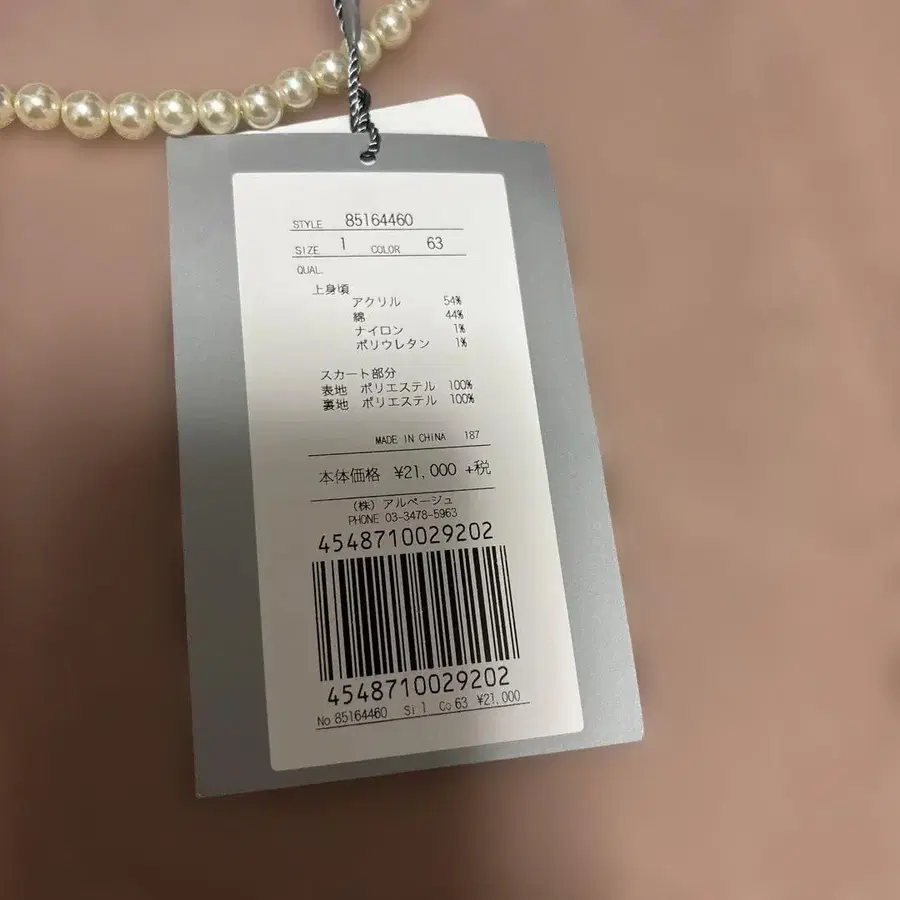 STYLE 85164460
SIZE 1 COLOR 63
QUAL.
上身頃
アクリル 54%
綿 44%
ナイロン 1%
ポリウレタン 1%
スカート部分
表地 ポリエステル 100%
裏地 ポリエステル 100%
MADE IN CHINA 187
本体価格 ¥21,000 +税
(株) アルページュ
PHONE 03-3478-5963
4548710029202
4548710029202
No 85164460 Si 1 Co 63 ¥21,000